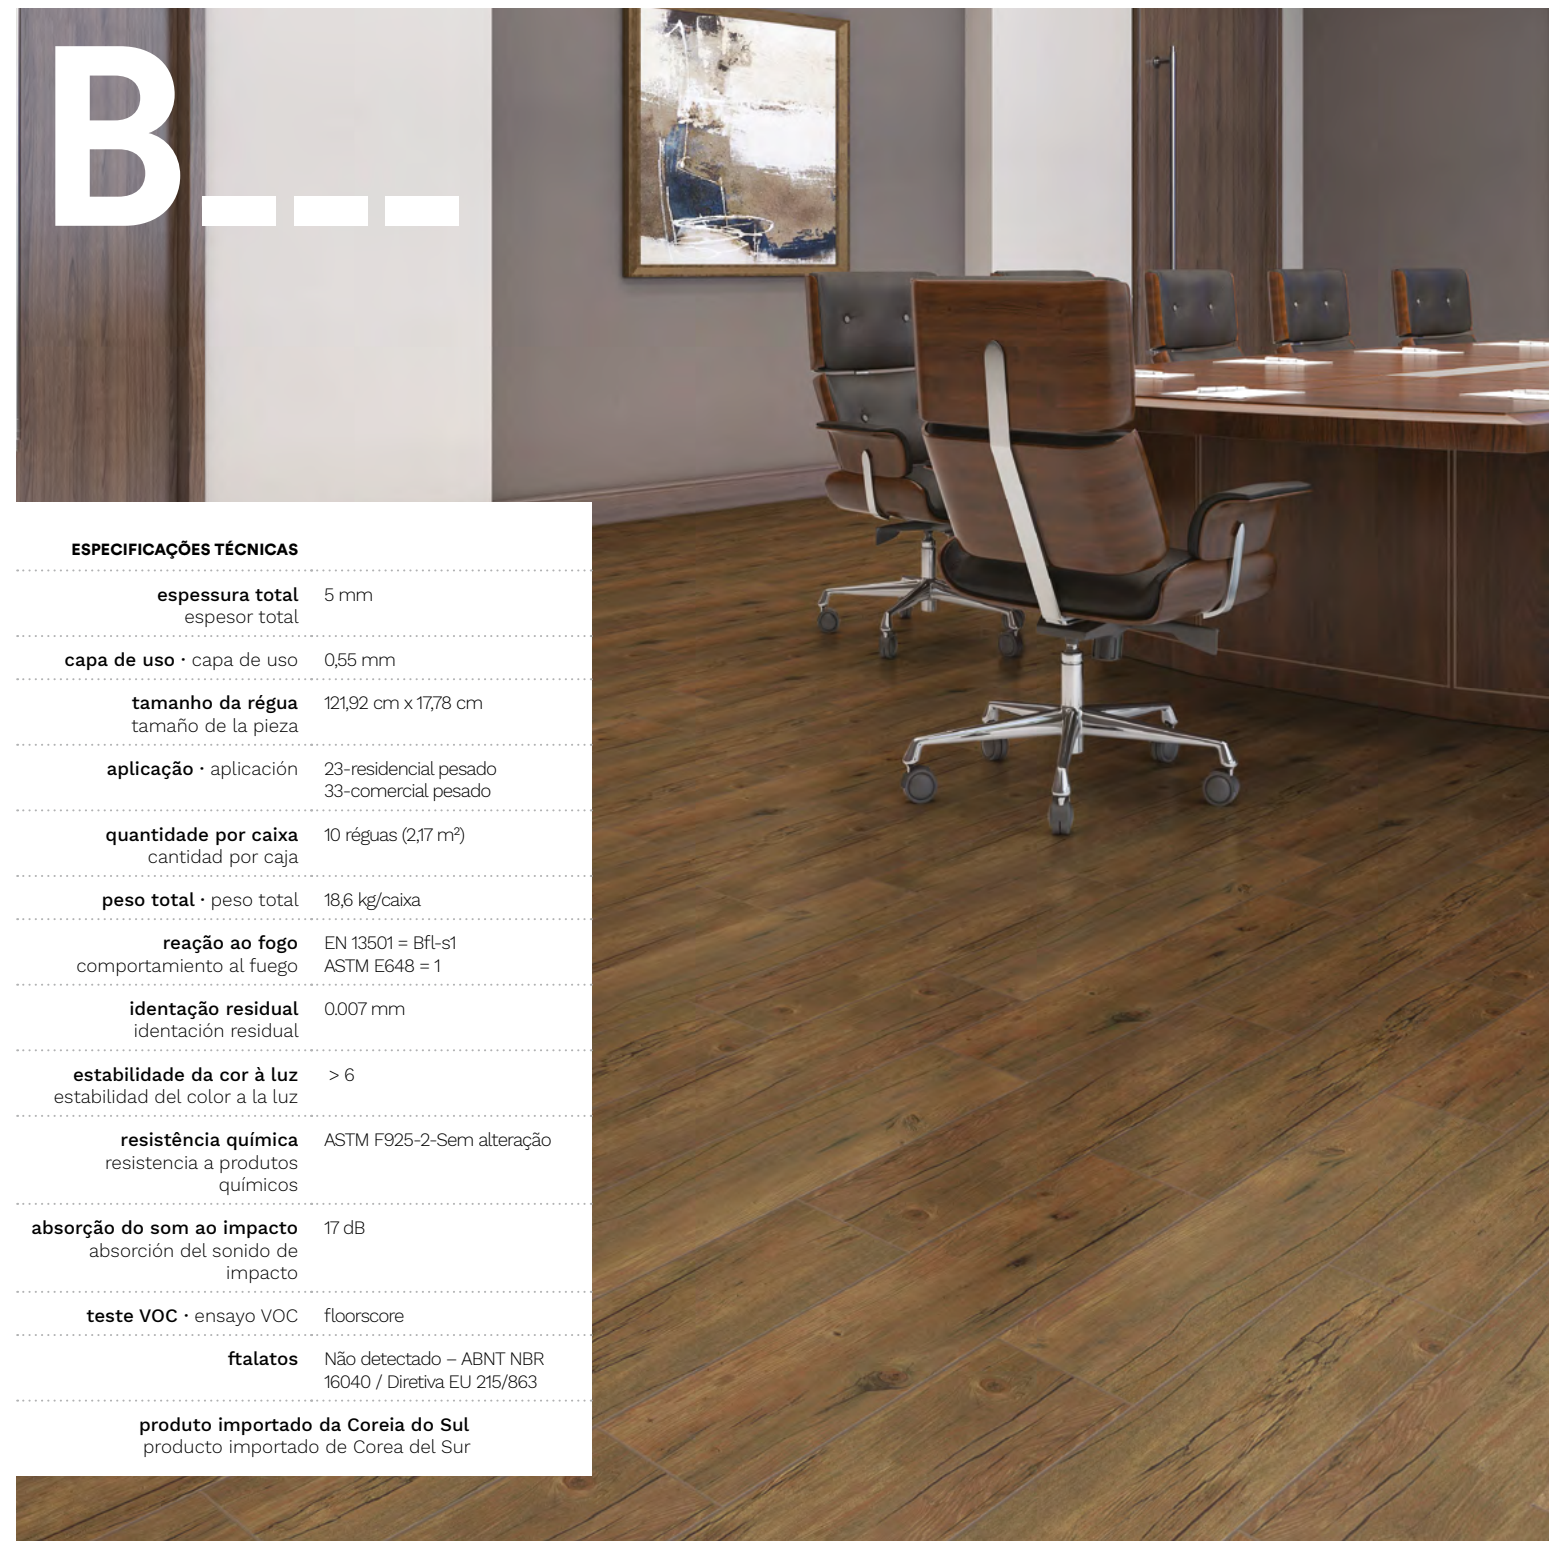 B___
ESPECIFICAÇÕES TÉCNICAS
espessura total 5 mm
espesor total
capa de uso · capa de uso 0,55 mm
tamanho da régua 121,92 cm x 17,78 cm
tamaño de la pieza
aplicação · aplicación 23-residencial pesado
33-comercial pesado
quantidade por caixa 10 réguas (2,17 m²)
cantidad por caja
peso total · peso total 18,6 kg/caixa
reação ao fogo EN 13501 = Bfl-s1
comportamiento al fuego ASTM E648 = 1
identação residual 0.007 mm
identación residual
estabilidade da cor à luz > 6
estabilidad del color a la luz
resistência química ASTM F925-2-Sem alteração
resistencia a produtos
químicos
absorção do som ao impacto 17 dB
absorción del sonido de
impacto
teste VOC · ensayo VOC floorscore
ftalatos Não detectado – ABNT NBR
16040 / Diretiva EU 215/863
produto importado da Coreia do Sul
producto importado de Corea del Sur